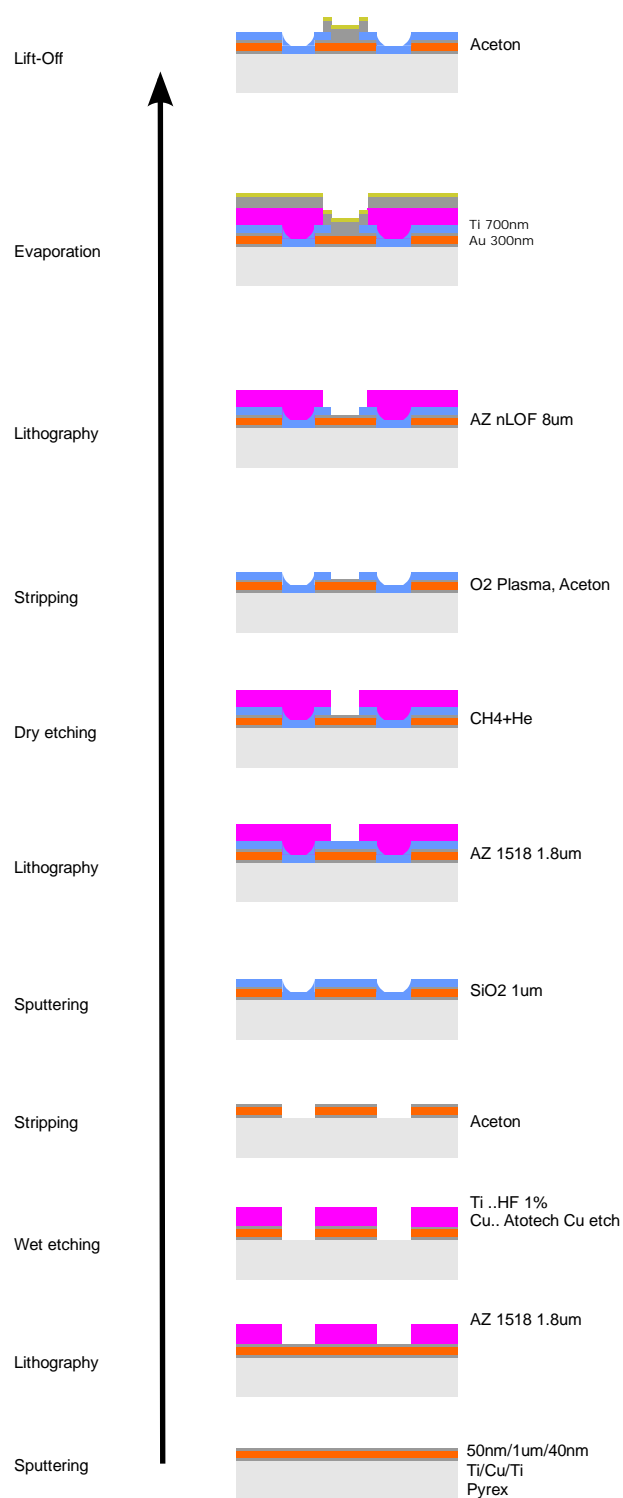 Lift-Off
Aceton
Evaporation
Ti 700nm
Au 300nm
Lithography
AZ nLOF 8um
Stripping
O2 Plasma, Aceton
Dry etching
CH4+He
Lithography
AZ 1518 1.8um
Sputtering
SiO2 1um
Stripping
Aceton
Wet etching
Ti ..HF 1%
Cu.. Atotech Cu etch
Lithography
AZ 1518 1.8um
Sputtering
50nm/1um/40nm
Ti/Cu/Ti
Pyrex